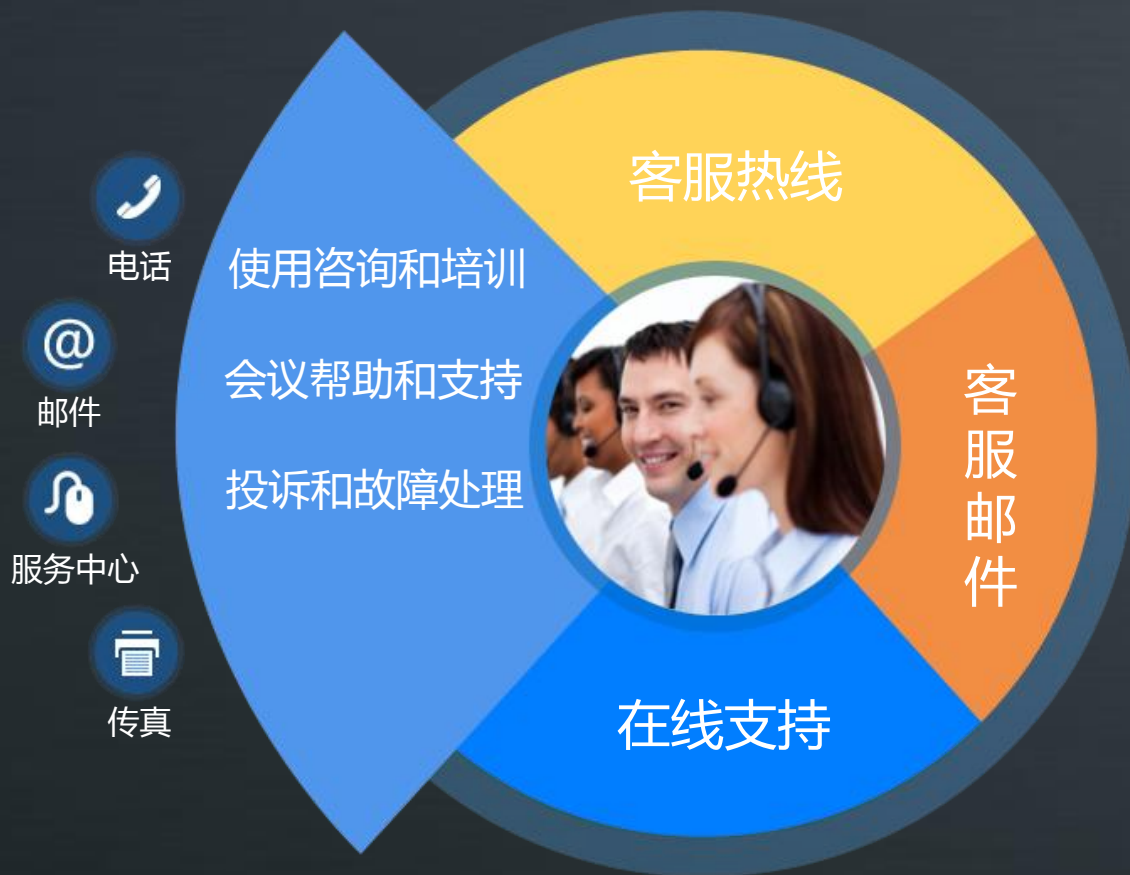 客服热线
电话
使用咨询和培训
@
邮件
会议帮助和支持
客服邮件
投诉和故障处理
服务中心
传真
在线支持